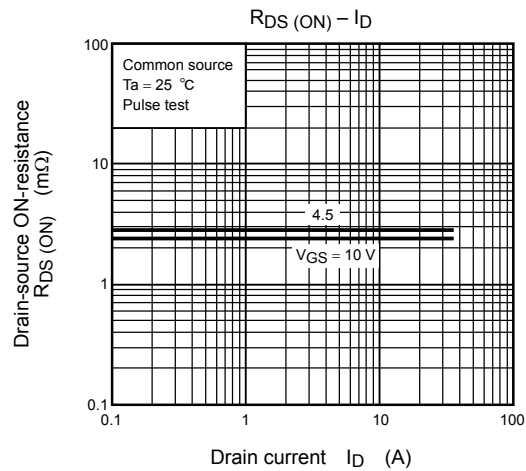 RDS (ON) – ID
100
Common source
Ta = 25 °C
Pulse test
10
4.5
VGS = 10 V
1
0.1
0.1
1
10
100
Drain-source ON-resistance
RDS (ON) (mΩ)
Drain current ID (A)